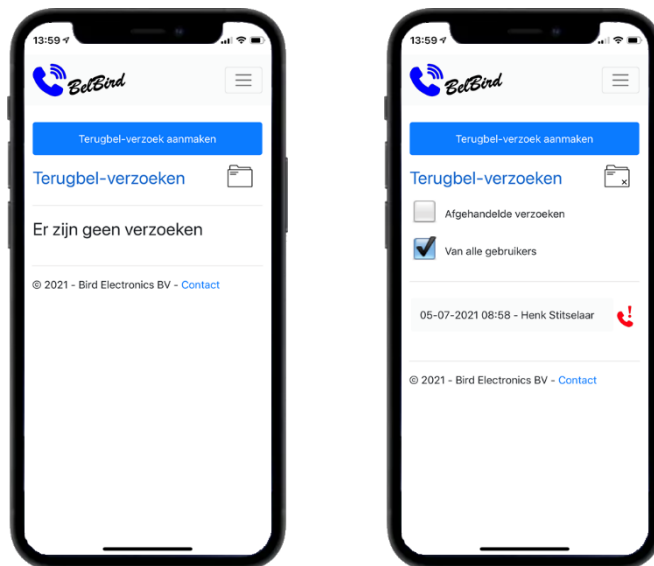 13:59
BelBird
Terugbel-verzoek aanmaken
Terugbel-verzoeken
Er zijn geen verzoeken
© 2021 - Bird Electronics BV - Contact
13:59
BelBird
Terugbel-verzoek aanmaken
Terugbel-verzoeken
Afgehandelde verzoeken
Van alle gebruikers
05-07-2021 08:58 - Henk Stitselaar
© 2021 - Bird Electronics BV - Contact